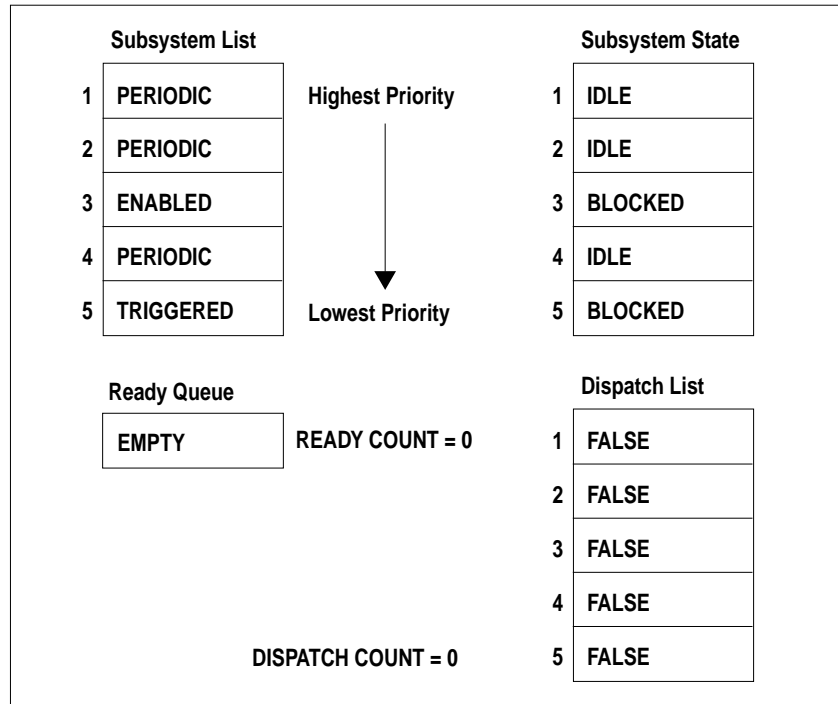 Subsystem List
1 PERIODIC
2 PERIODIC
3 ENABLED
4 PERIODIC
5 TRIGGERED
Highest Priority
Lowest Priority
Subsystem State
1 IDLE
2 IDLE
3 BLOCKED
4 IDLE
5 BLOCKED
Ready Queue
EMPTY
READY COUNT = 0
Dispatch List
1 FALSE
2 FALSE
3 FALSE
4 FALSE
5 FALSE
DISPATCH COUNT = 0